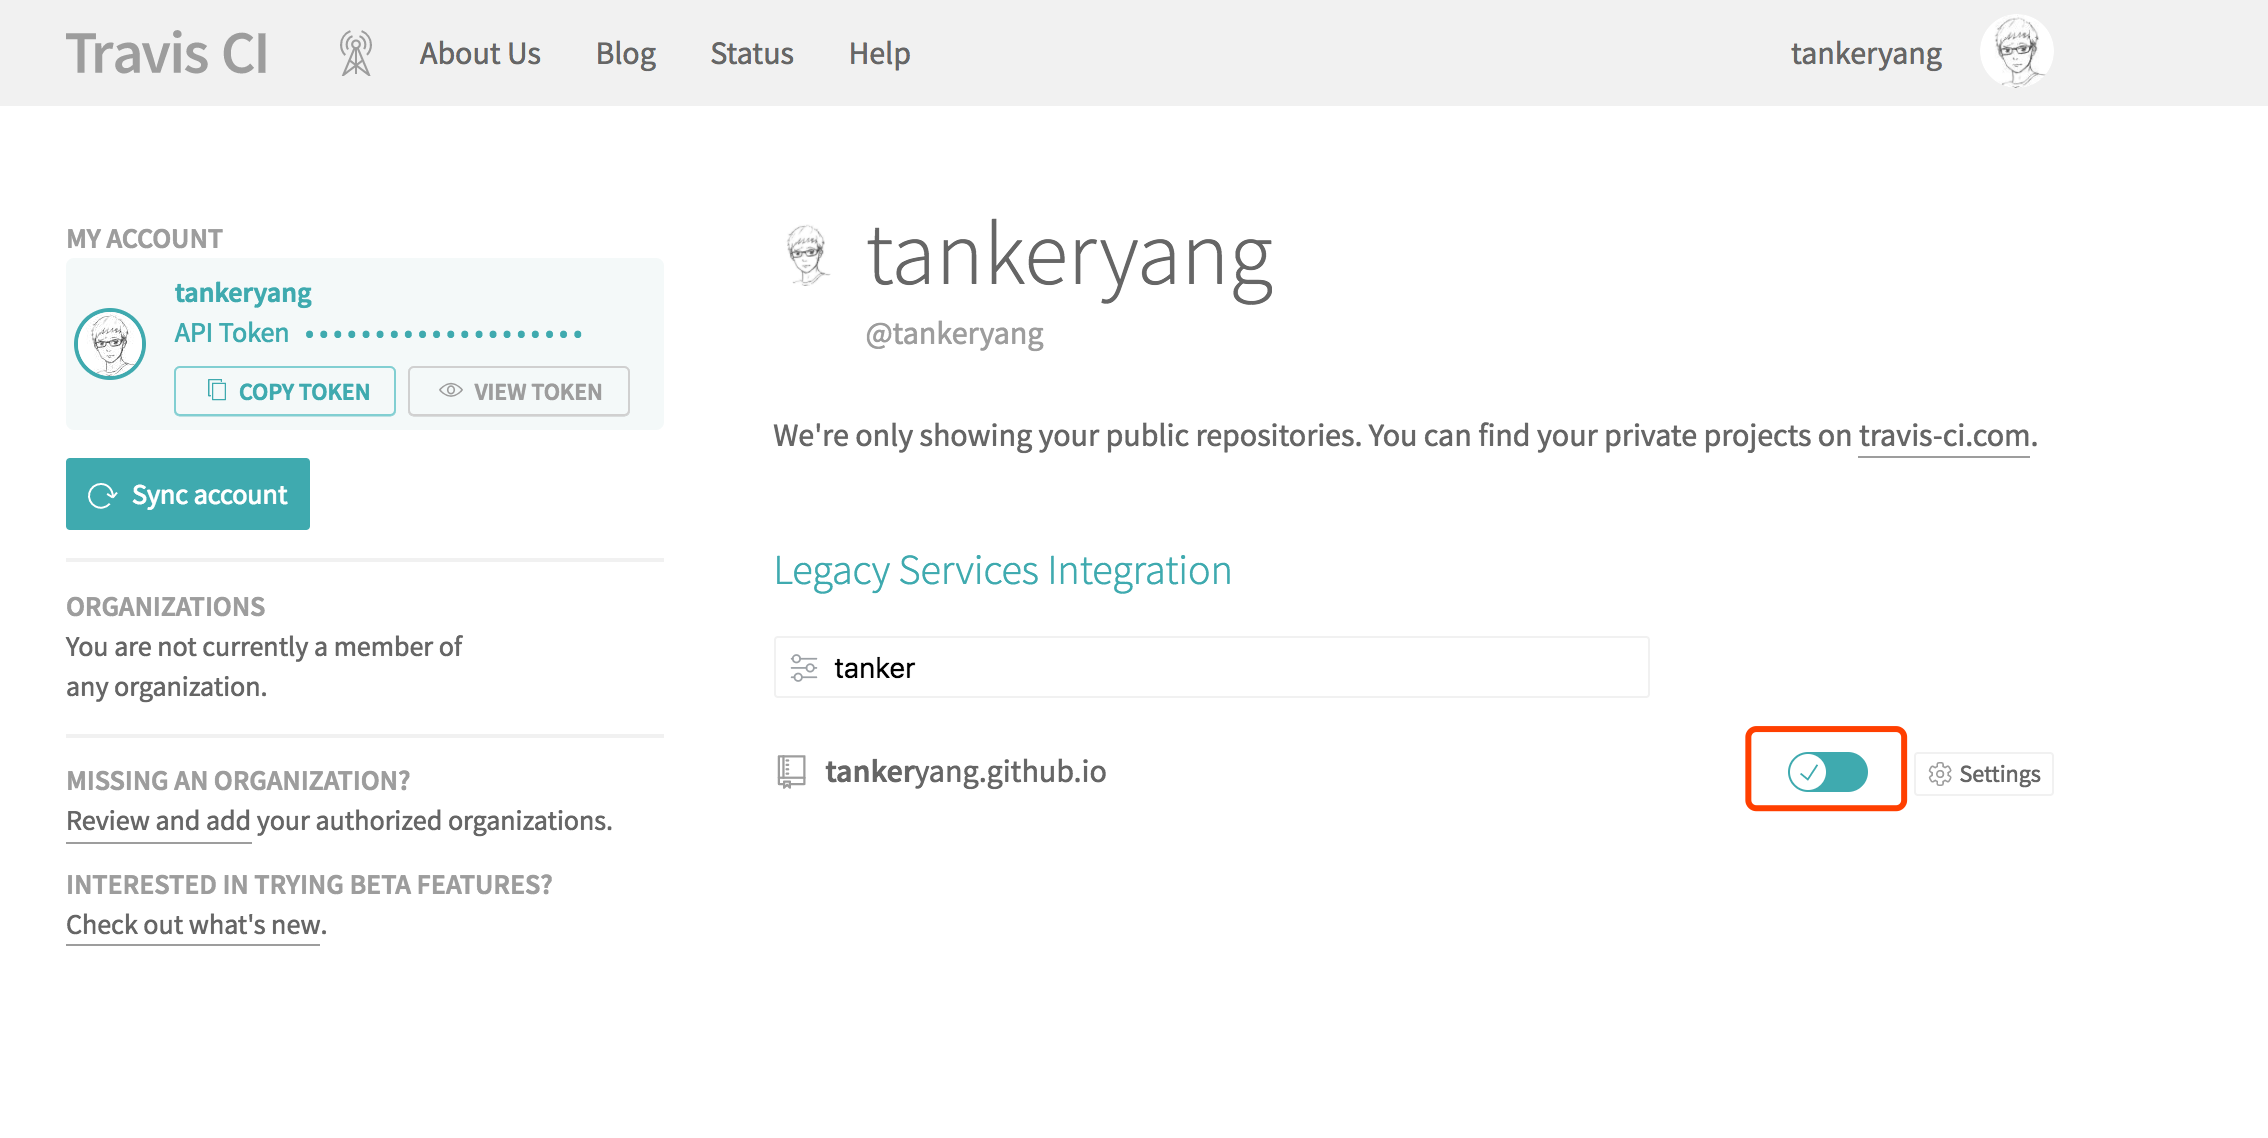 Travis CI
About Us
Blog
Status
Help
tankeryang
MY ACCOUNT
tankeryang
API Token ••••••••••••••••••••
COPY TOKEN
VIEW TOKEN
Sync account
ORGANIZATIONS
You are not currently a member of
any organization.
MISSING AN ORGANIZATION?
Review and add your authorized organizations.
INTERESTED IN TRYING BETA FEATURES?
Check out what's new.
tankeryang
@tankeryang
We're only showing your public repositories. You can find your private projects on travis-ci.com.
Legacy Services Integration
tanker
tankeryang.github.io
Settings